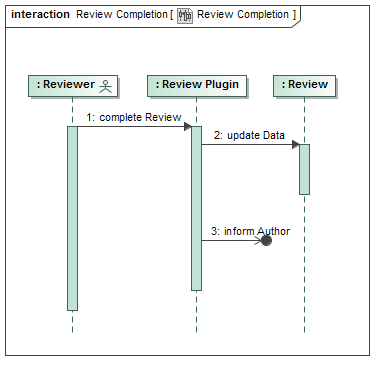 interaction Review Completion [ Review Completion ]
: Reviewer
: Review Plugin
: Review
1: complete Review
2: update Data
3: inform Author